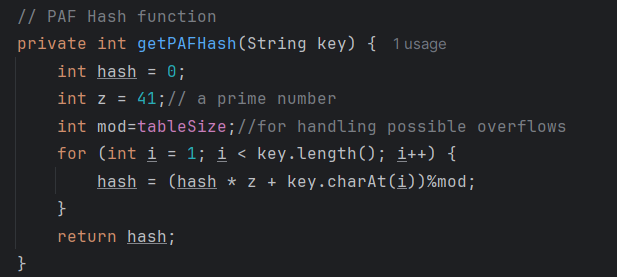 // PAF Hash function
private int getPAFHash(String key) { 1 usage
int hash = 0;
int z = 41;// a prime number
int mod=tableSize;//for handling possible overflows
for (int i = 1; i < key.length(); i++) {
hash = (hash * z + key.charAt(i))%mod;
}
return hash;
}